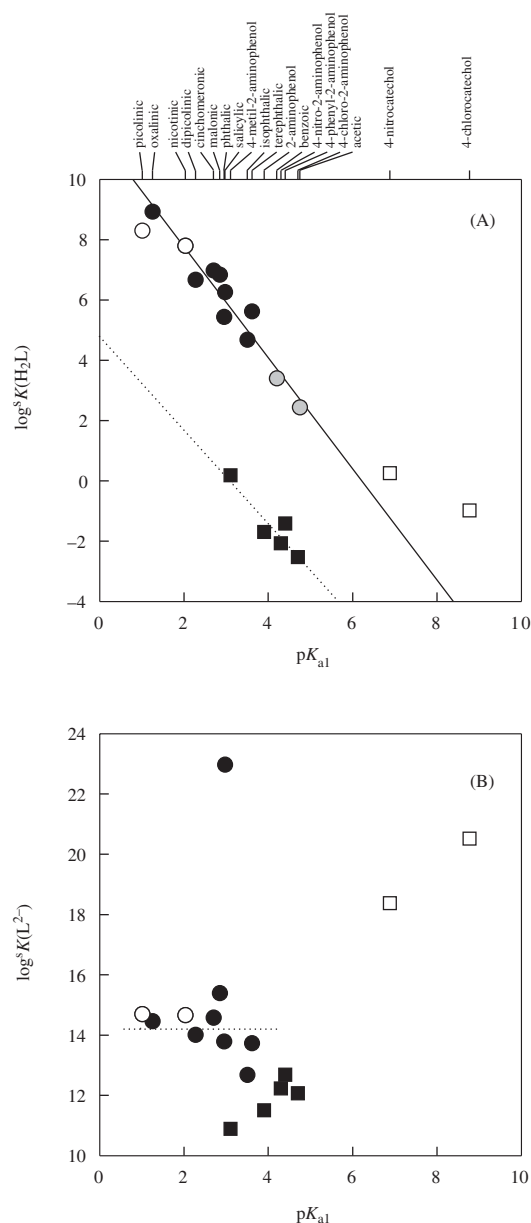 picolinic
oxalinic
nicotinic
dipicolinic
cinchomeronic
malonic
phthalic
salicylic
4-metil-2-aminophenol
isophthalic
terephthalic
2-aminophenol
benzoic
4-nitro-2-aminophenol
4-phenyl-2-aminophenol
4-chloro-2-aminophenol
acetic
4-nitrocatechol
4-chlorocatechol
(A)
10
8
6
4
2
0
–2
–4
log ˢK(H₂L)
0 2 4 6 8 10
pKₐ₁
(B)
24
22
20
18
16
14
12
10
log ˢK(L²⁻)
0 2 4 6 8 10
pKₐ₁